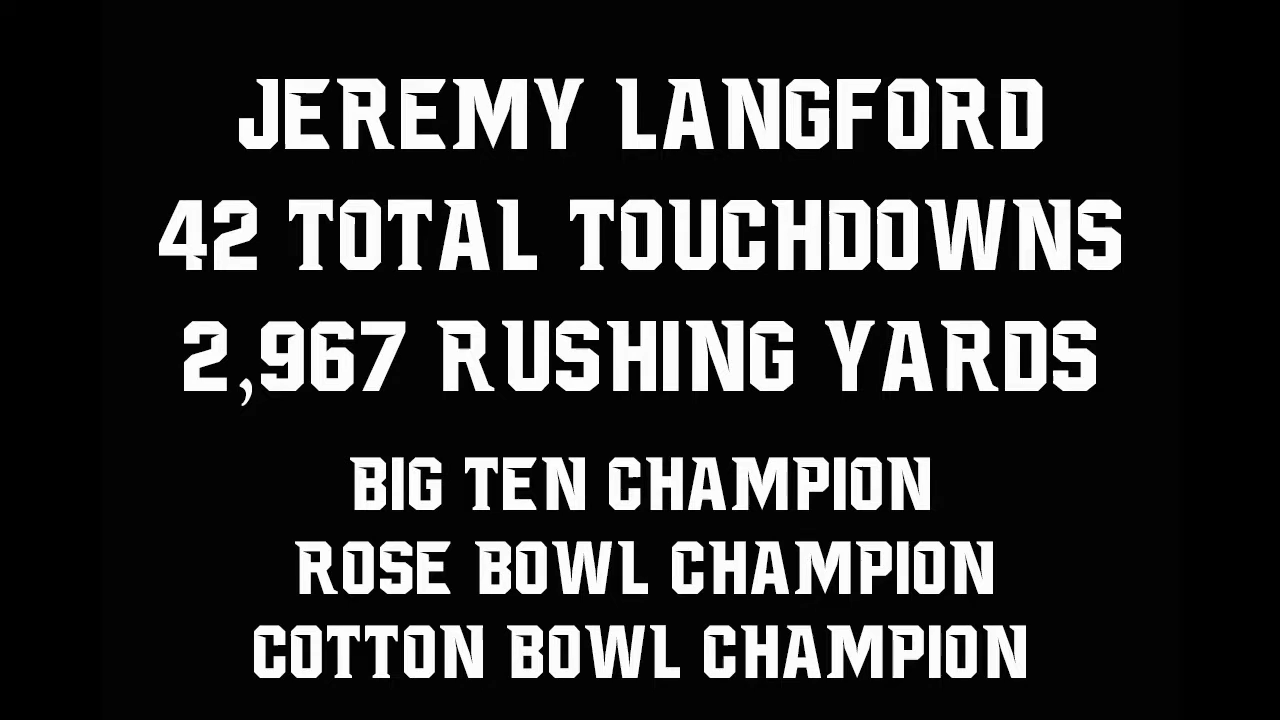 JEREMY LANGFORD
42 TOTAL TOUCHDOWNS
2,967 RUSHING YARDS
BIG TEN CHAMPION
ROSE BOWL CHAMPION
COTTON BOWL CHAMPION